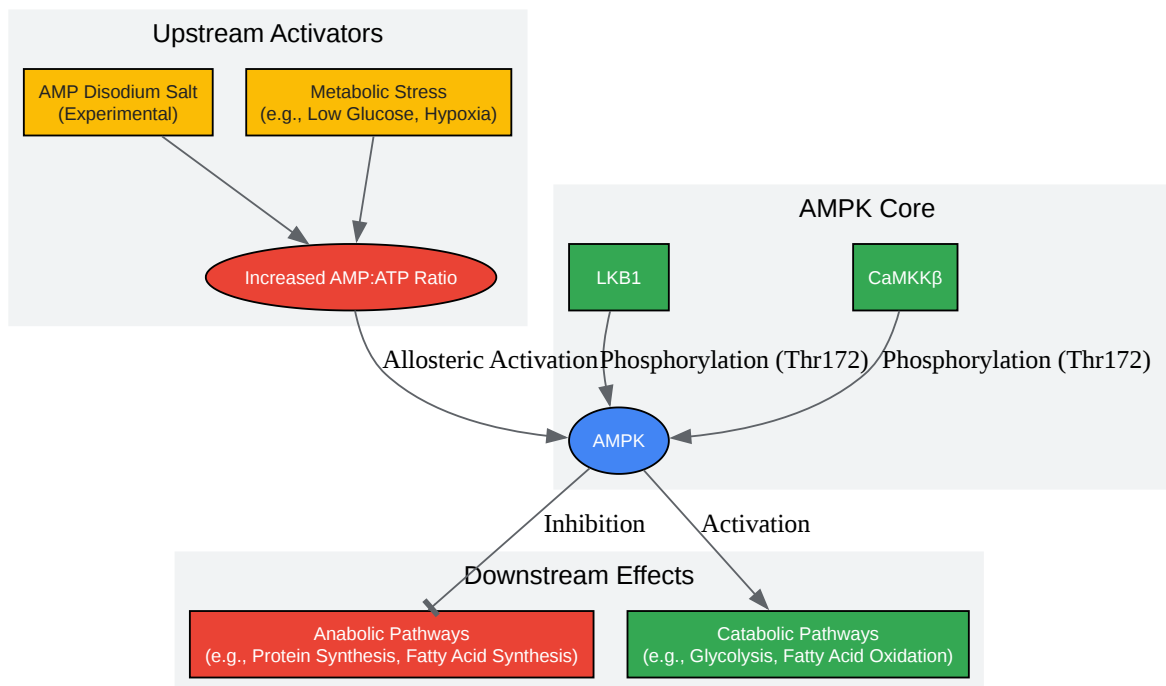 Upstream Activators
AMP Disodium Salt
(Experimental)
Metabolic Stress
(e.g., Low Glucose, Hypoxia)
Increased AMP:ATP Ratio
AMPK Core
LKB1
CaMKKβ
Allosteric Activation
Phosphorylation (Thr172)
Phosphorylation (Thr172)
AMPK
Inhibition
Activation
Downstream Effects
Anabolic Pathways
(e.g., Protein Synthesis, Fatty Acid Synthesis)
Catabolic Pathways
(e.g., Glycolysis, Fatty Acid Oxidation)